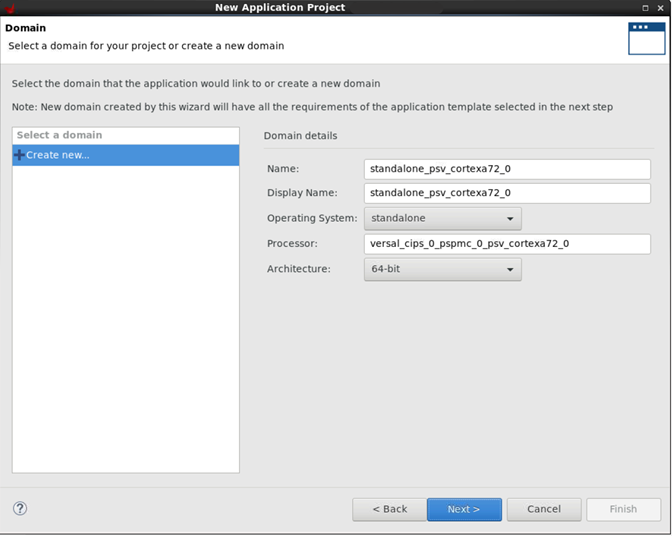 New Application Project
Domain
Select a domain for your project or create a new domain
Select the domain that the application would link to or create a new domain
Note: New domain created by this wizard will have all the requirements of the application template selected in the next step
Select a domain
Create new...
Domain details
Name: standalone_psv_cortexa72_0
Display Name: standalone_psv_cortexa72_0
Operating System: standalone
Processor: versal_cips_0_pspmc_0_psv_cortexa72_0
Architecture: 64-bit
? < Back Next > Cancel Finish